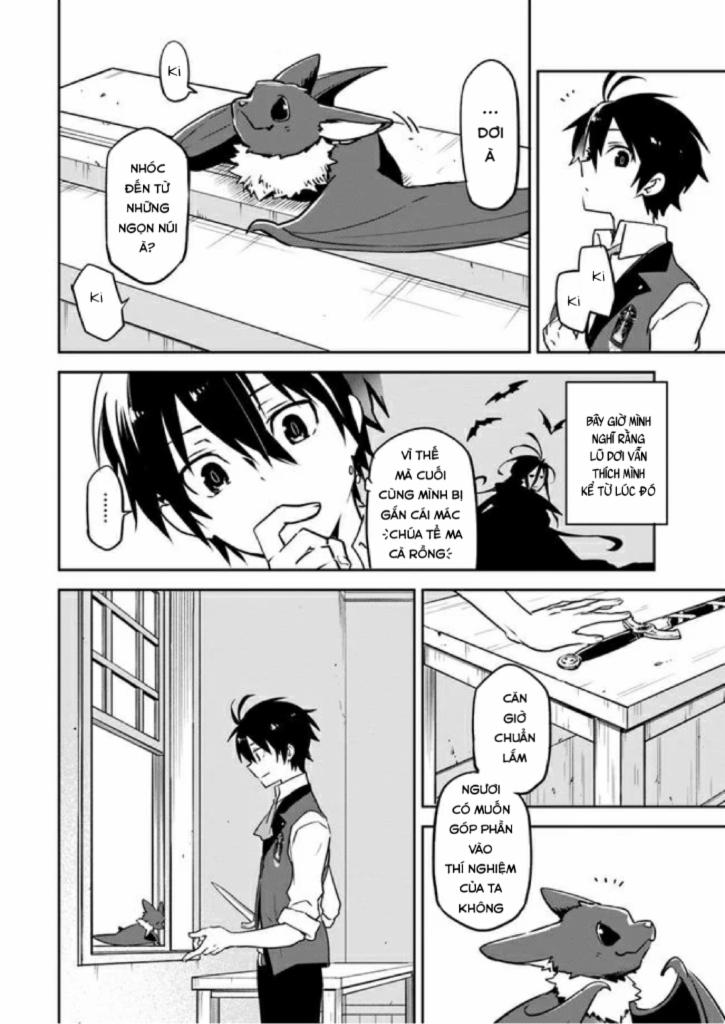 KI
KI
...
DƠI
À
KI
NHÓC
ĐẾN TỪ
NHỮNG
NGỌN NÚI
À?
KI
BÂY GIỜ MÌNH
NGHĨ RẰNG
LŨ DƠI VẪN
THÍCH MÌNH
KỂ TỪ LÚC ĐÓ
VÌ THẾ
MÀ CUỐI
CÙNG MÌNH BỊ
GẮN CÁI MÁC
CHÚA TỂ MA
CÀ RỒNG
......
CĂN
GIỜ
CHUẨN
LẮM
NGƯƠI
CÓ MUỐN
GÓP PHẦN
VÀO
THÍ NGHIỆM
CỦA TA
KHÔNG